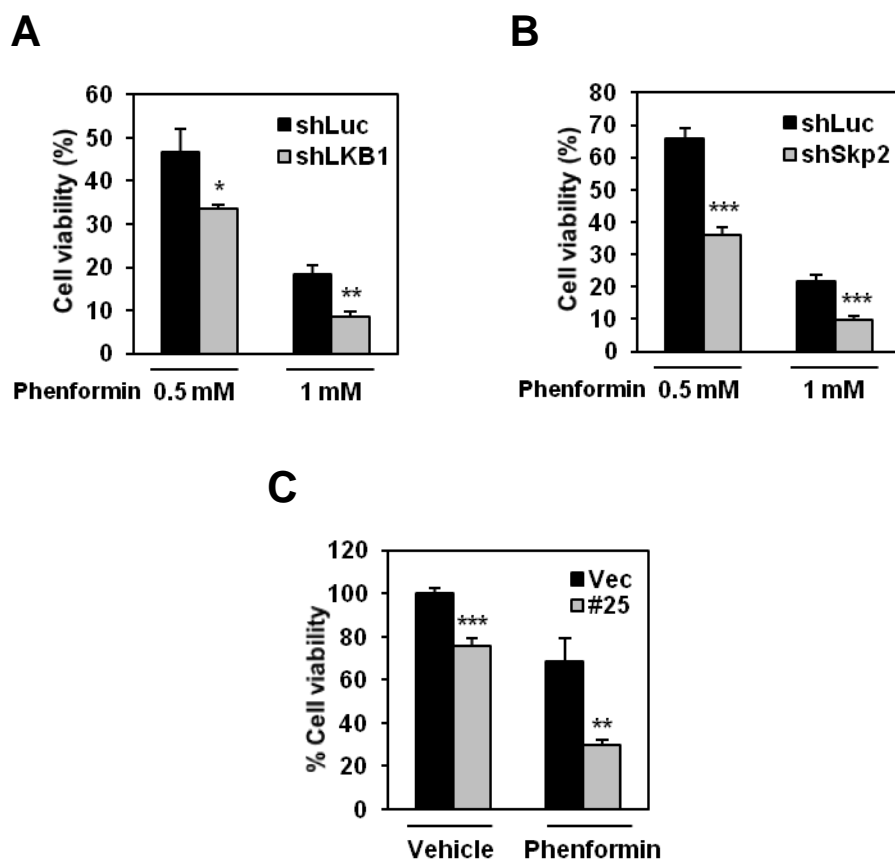 A
Cell viability (%)
60
50
40
30
20
10
0
shLuc
shLKB1
*
**
Phenformin 0.5 mM 1 mM
B
Cell viability (%)
80
70
60
50
40
30
20
10
0
shLuc
shSkp2
***
***
Phenformin 0.5 mM 1 mM
C
% Cell viability
120
100
80
60
40
20
0
Vec
#25
***
**
Vehicle Phenformin